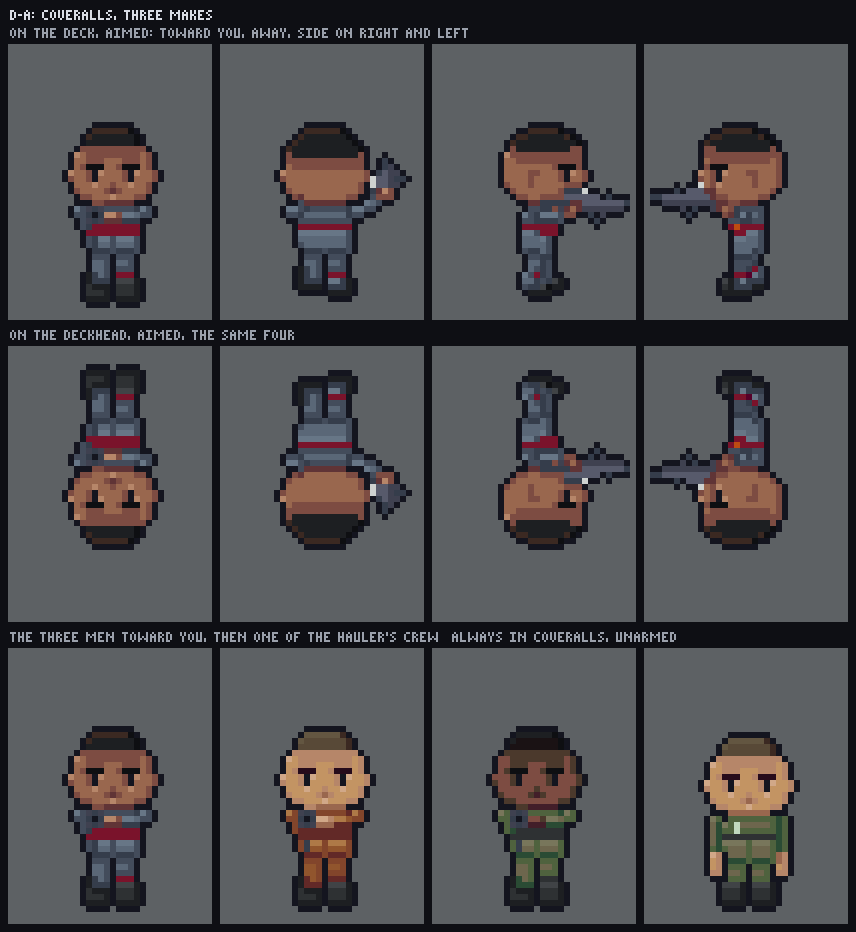 D-A: COVERALLS, THREE MAKES
ON THE DECK, AIMED: TOWARD YOU, AWAY, SIDE ON RIGHT AND LEFT
ON THE DECKHEAD, AIMED, THE SAME FOUR
THE THREE MEN TOWARD YOU, THEN ONE OF THE HAULER'S CREW  ALWAYS IN COVERALLS, UNARMED